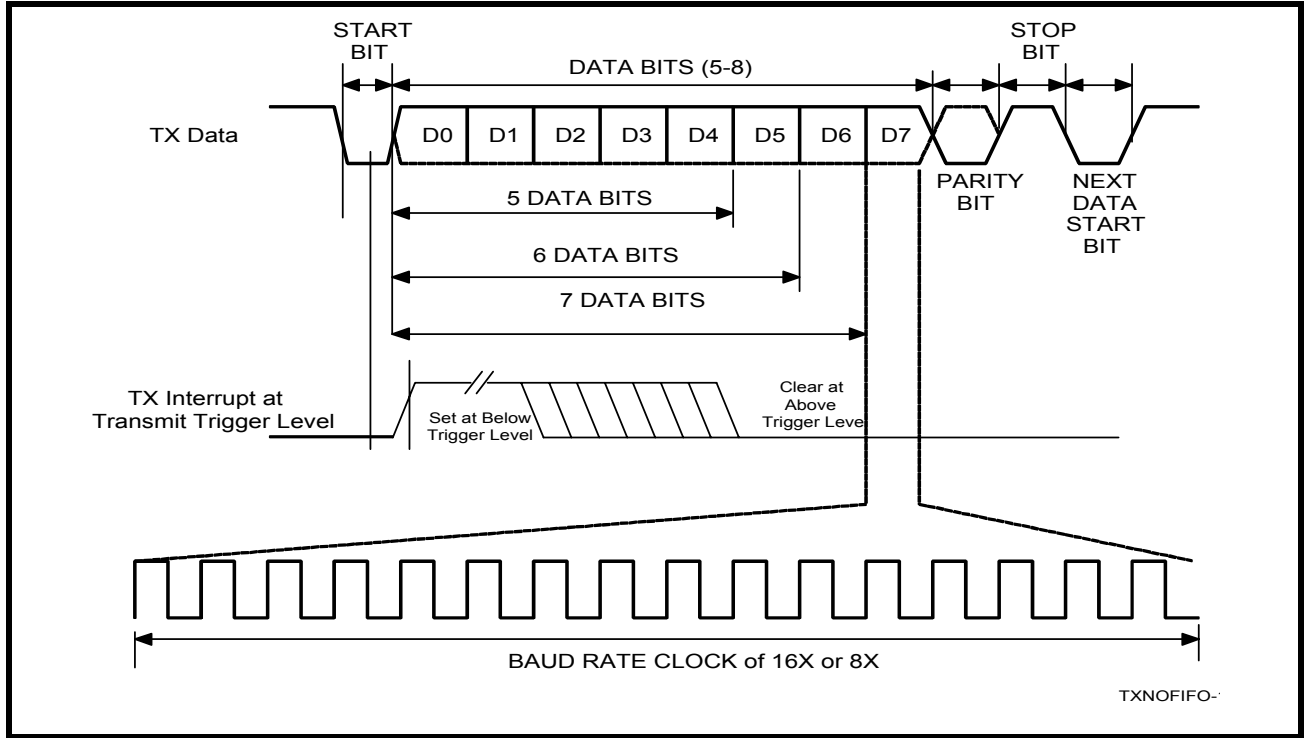 START
BIT
STOP
BIT
DATA BITS (5-8)
TX Data
D0 D1 D2 D3 D4 D5 D6 D7
PARITY
BIT
NEXT
DATA
START
BIT
5 DATA BITS
6 DATA BITS
7 DATA BITS
TX Interrupt at
Transmit Trigger Level
Set at Below
Trigger Level
Clear at
Above
Trigger Leve
BAUD RATE CLOCK of 16X or 8X
TXNOFIFO-